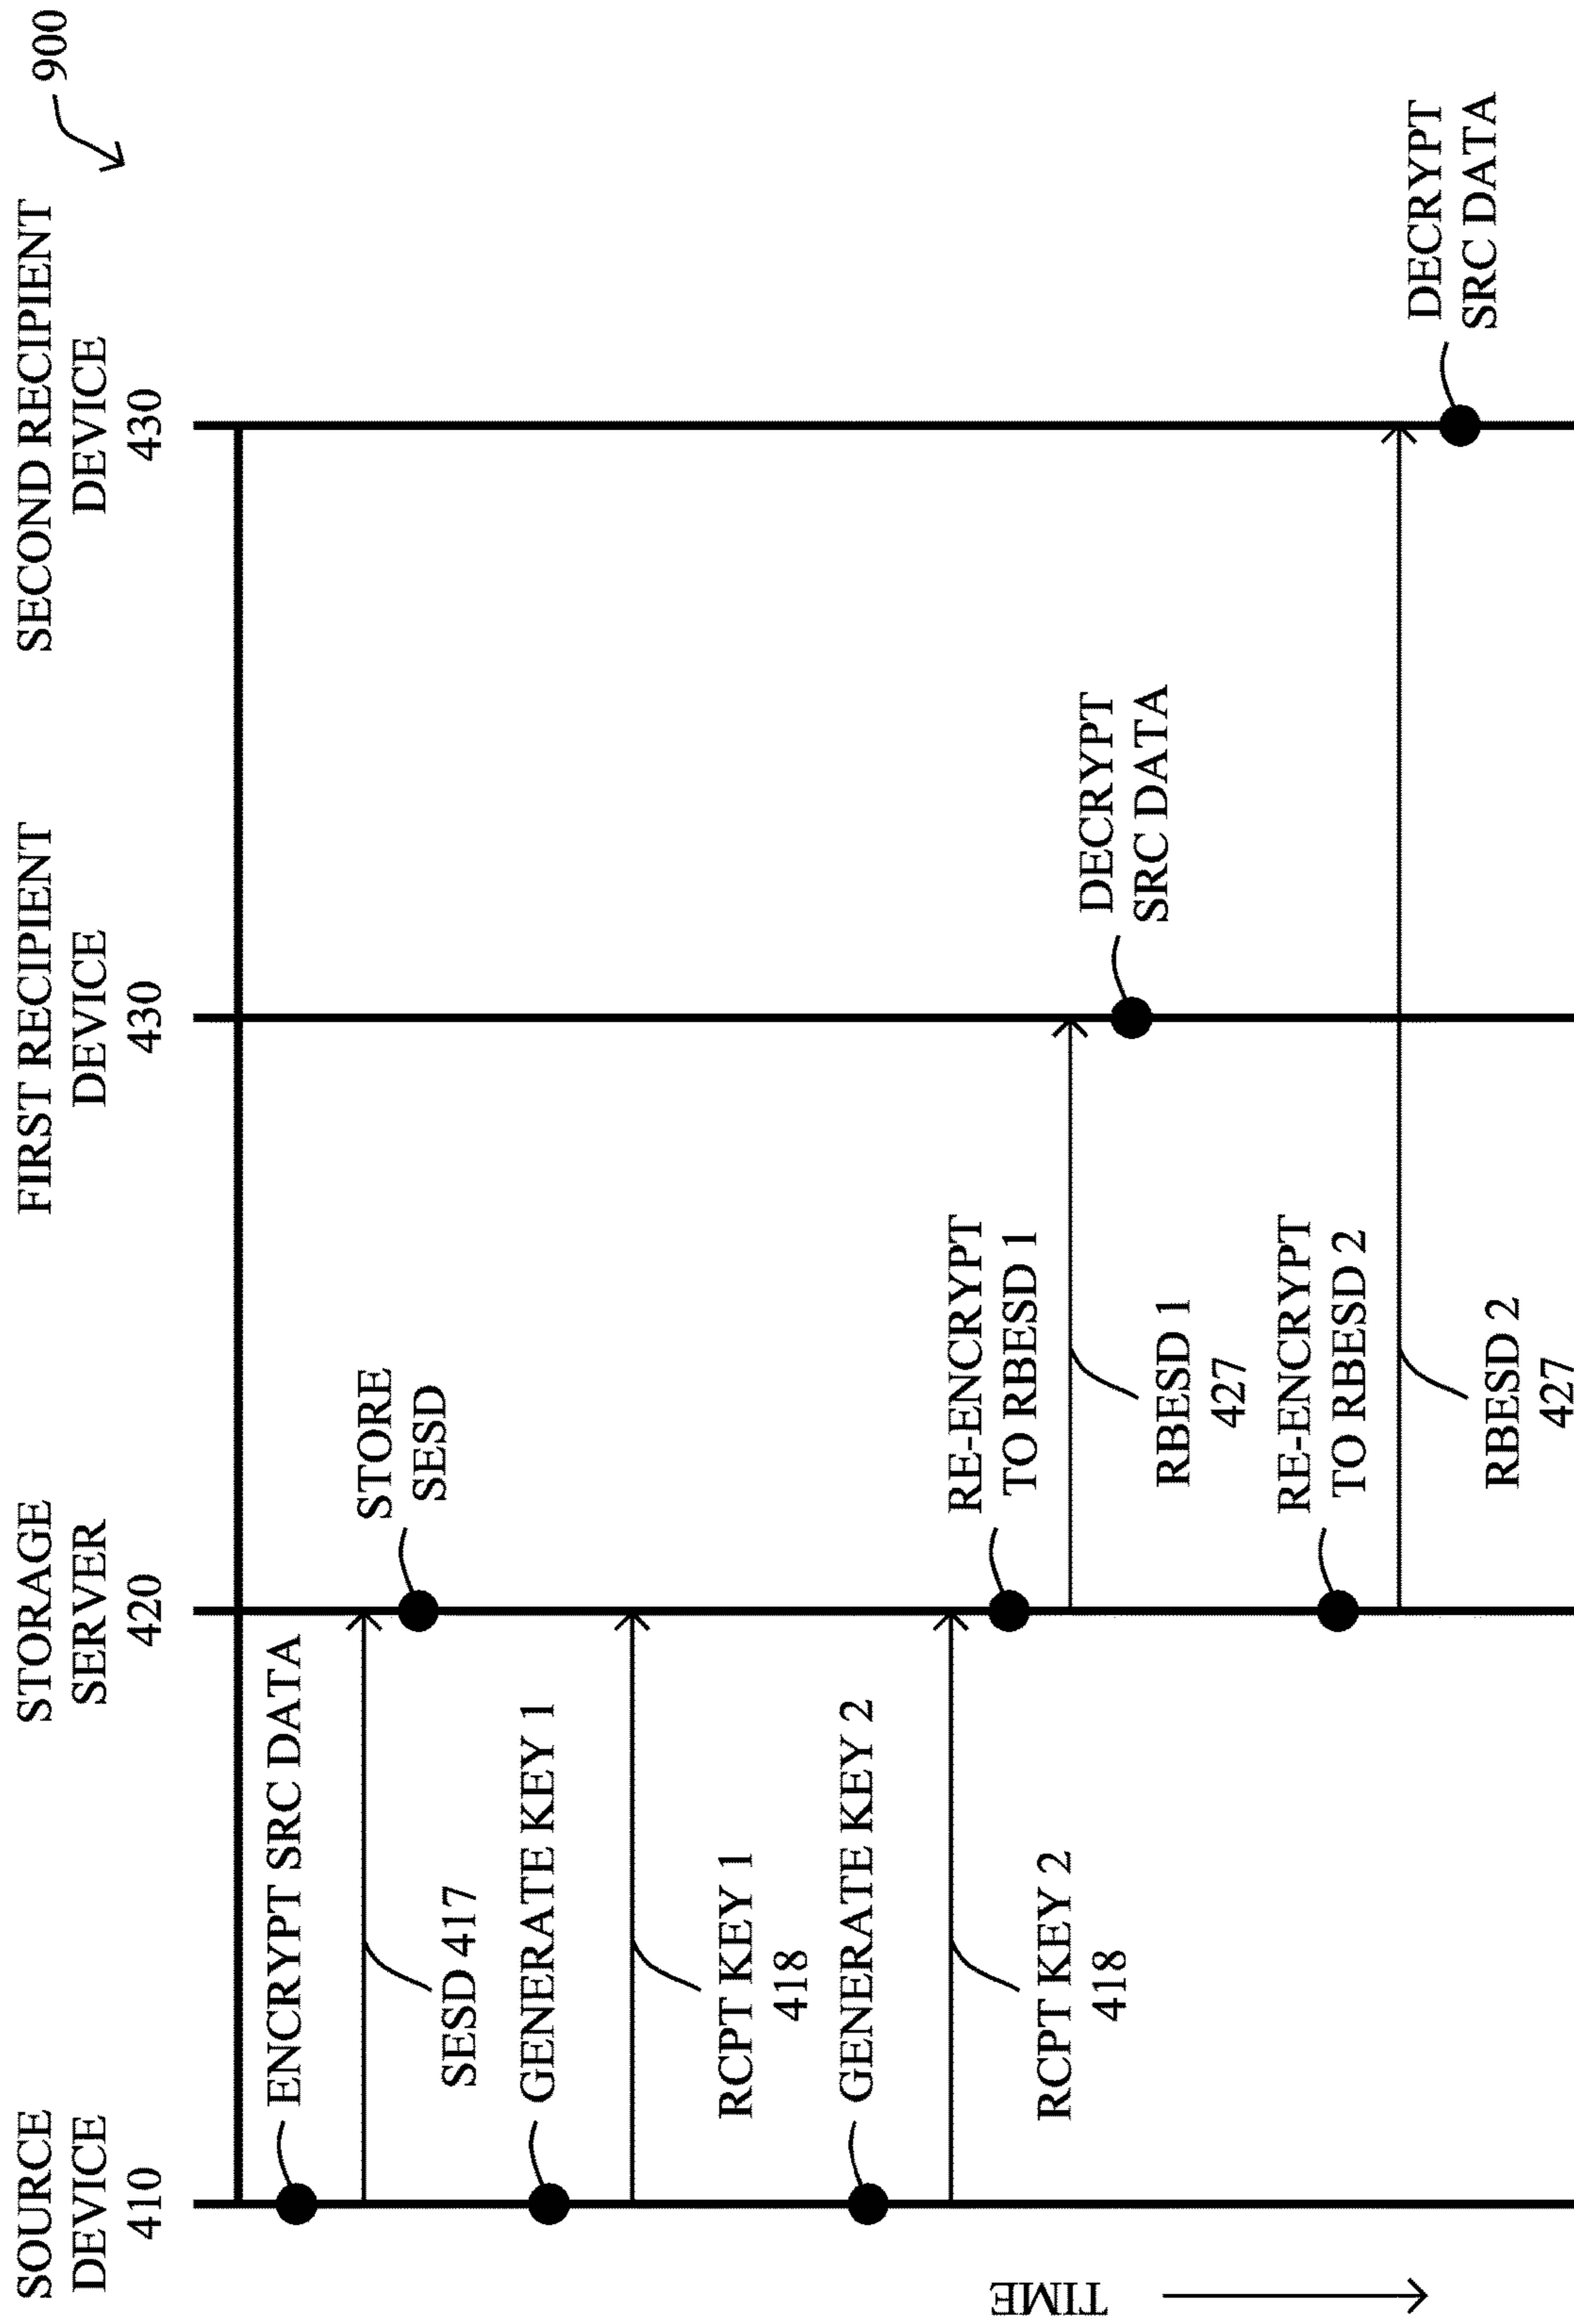 900
SOURCE
DEVICE
410
STORAGE
SERVER
420
FIRST RECIPIENT
DEVICE
430
SECOND RECIPIENT
DEVICE
430
ENCRYPT SRC DATA
SESD 417
STORE
SESD
GENERATE KEY 1
RCPT KEY 1
418
GENERATE KEY 2
RCPT KEY 2
418
RE-ENCRYPT
TO RBESD 1
RBESD 1
427
DECRYPT
SRC DATA
RE-ENCRYPT
TO RBESD 2
RBESD 2
427
DECRYPT
SRC DATA
TIME